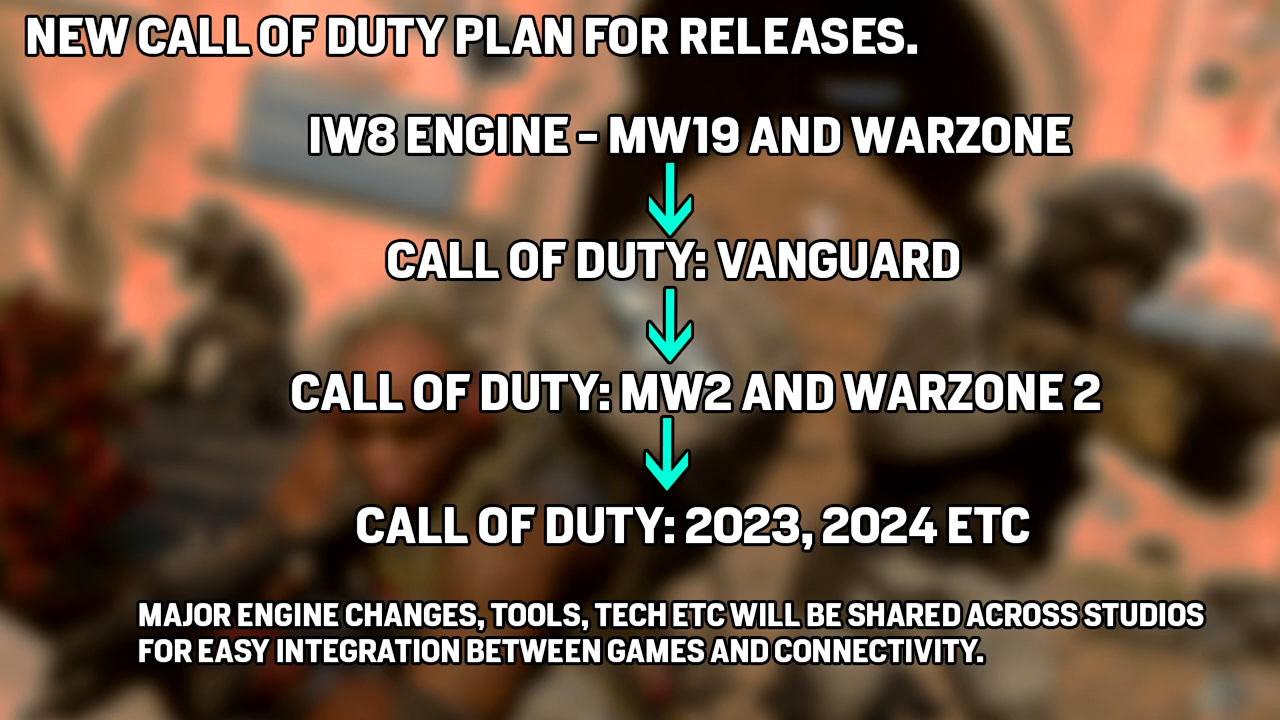 NEW CALL OF DUTY PLAN FOR RELEASES.
IW8 ENGINE - MW19 AND WARZONE
CALL OF DUTY: VANGUARD
CALL OF DUTY: MW2 AND WARZONE 2
CALL OF DUTY: 2023, 2024 ETC
MAJOR ENGINE CHANGES, TOOLS, TECH ETC WILL BE SHARED ACROSS STUDIOS
FOR EASY INTEGRATION BETWEEN GAMES AND CONNECTIVITY.